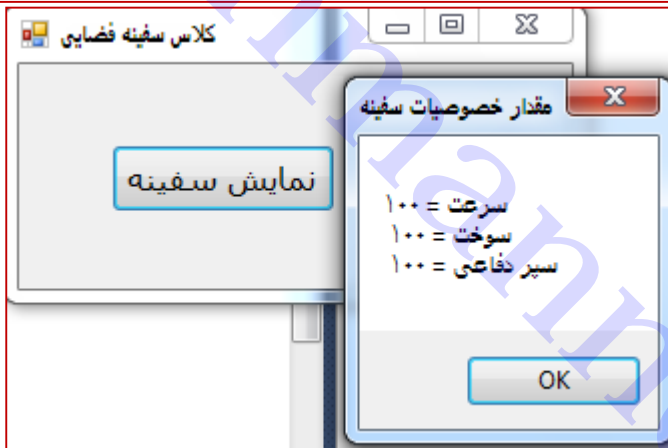 کلاس سفینه فضایی
نمایش سفینه
مقدار خصوصیات سفینه
سرعت = ۱۰۰
سوخت = ۱۰۰
سپر دفاعی = ۱۰۰
OK